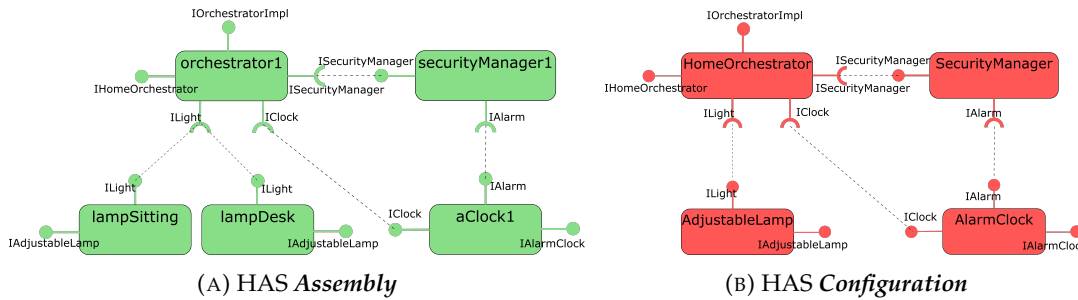 IOrchestratorImpl
orchestrator1
ISecurityManager
securityManager1
IHomeOrchestrator
ISecurityManager
ILight
IClock
IAlarm
ILight
ILight
IAlarm
lampSitting
lampDesk
IClock
aClock1
IAdjustableLamp
IAdjustableLamp
IAlarmClock
(A) HAS Assembly
IOrchestratorImpl
HomeOrchestrator
ISecurityManager
SecurityManager
IHomeOrchestrator
ISecurityManager
ILight
IClock
IAlarm
ILight
IAlarm
AdjustableLamp
IClock
AlarmClock
IAdjustableLamp
IAlarmClock
(B) HAS Configuration